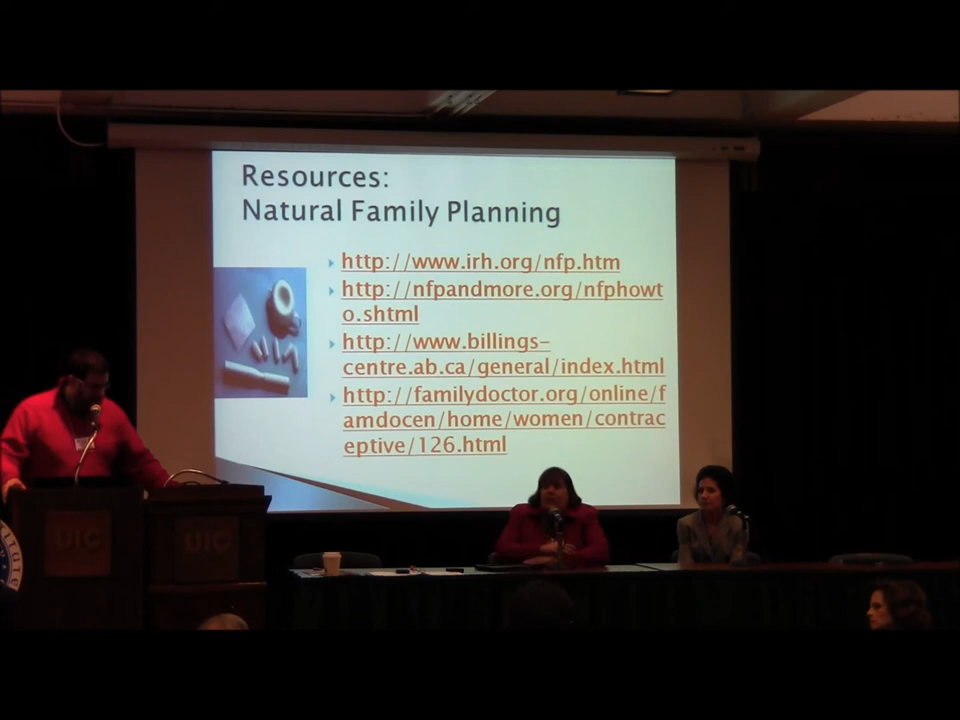 Resources:
Natural Family Planning
http://www.irh.org/nfp.htm
http://nfpandmore.org/nfphowt
o.shtml
http://www.billings-
centre.ab.ca/general/index.html
http://familydoctor.org/online/f
amdocen/home/women/contrac
eptive/126.html
UIC
UIC